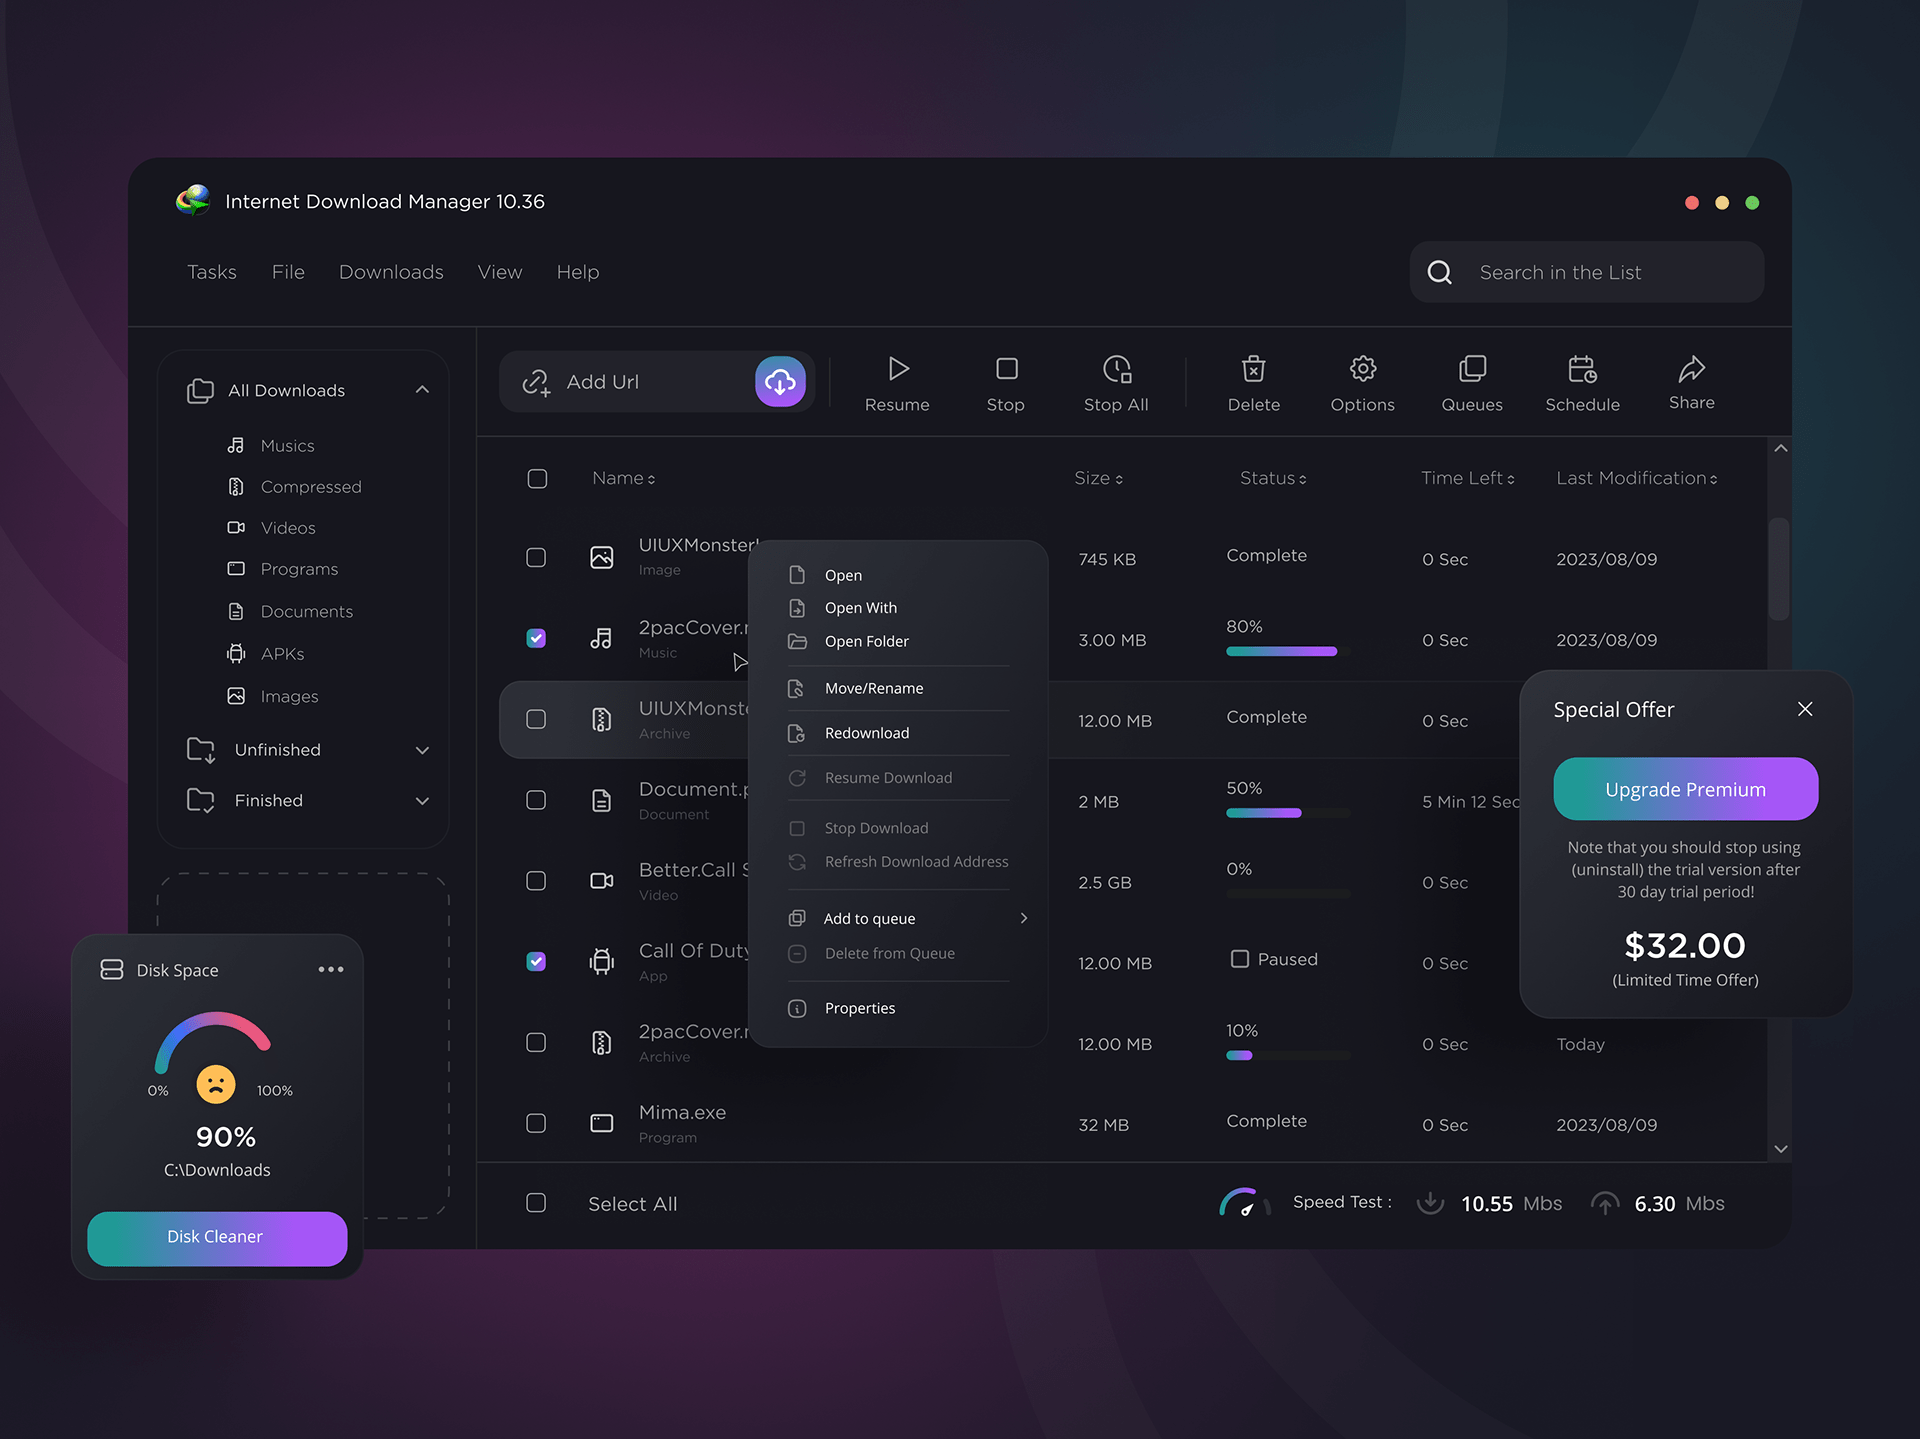 Internet Download Manager 10.36
Tasks File Downloads View Help
Search in the List
All Downloads
Musics
Compressed
Videos
Programs
Documents
APKs
Images
Unfinished
Finished
Add Url
Resume
Stop
Stop All
Delete
Options
Queues
Schedule
Share
Name Size Status Time Left Last Modification
UIUXMonster
Image
745 KB Complete 0 Sec 2023/08/09
2pacCover.
Music
3.00 MB 80% 0 Sec 2023/08/09
UIUXMonste
Archive
12.00 MB Complete 0 Sec
Document.p
Document
2 MB 50% 5 Min 12 Sec
Better.Call S
Video
2.5 GB 0% 0 Sec
Call Of Duty
App
12.00 MB Paused 0 Sec
2pacCover.
Archive
12.00 MB 10% 0 Sec Today
Mima.exe
Program
32 MB Complete 0 Sec 2023/08/09
Select All
Speed Test : 10.55 Mbs 6.30 Mbs
Open
Open With
Open Folder
Move/Rename
Redownload
Resume Download
Stop Download
Refresh Download Address
Add to queue
Delete from Queue
Properties
Special Offer
Upgrade Premium
Note that you should stop using
(uninstall) the trial version after
30 day trial period!
$32.00
(Limited Time Offer)
Disk Space
0% 100%
90%
C:\Downloads
Disk Cleaner